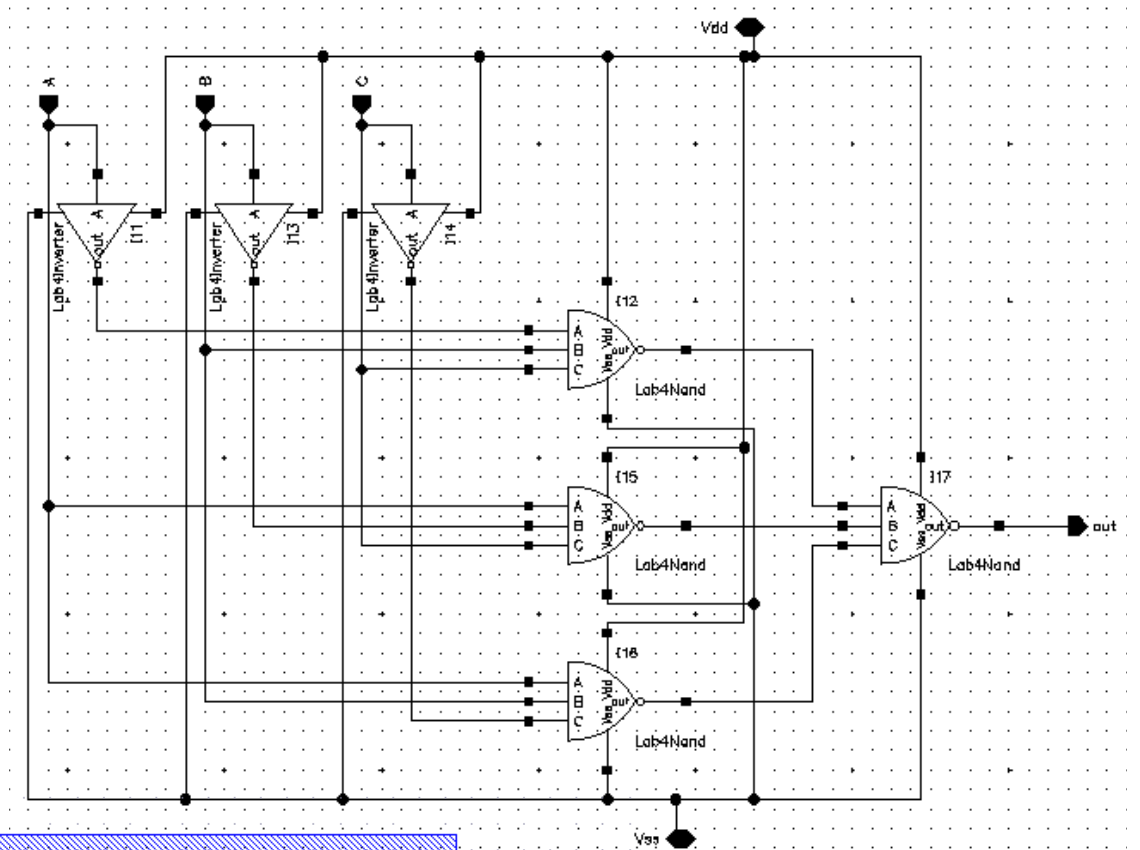 Vdd
A
B
C
A
A
A
out
out
out
I11
I13
I14
Lab4Inverter
Lab4Inverter
Lab4Inverter
I12
A
B
C
Vdd
Vss
out
Lab4Nand
I15
A
B
C
Vdd
Vss
out
Lab4Nand
I17
A
B
C
Vdd
Vss
out
Lab4Nand
out
I16
A
B
C
Vdd
Vss
out
Lab4Nand
Vss